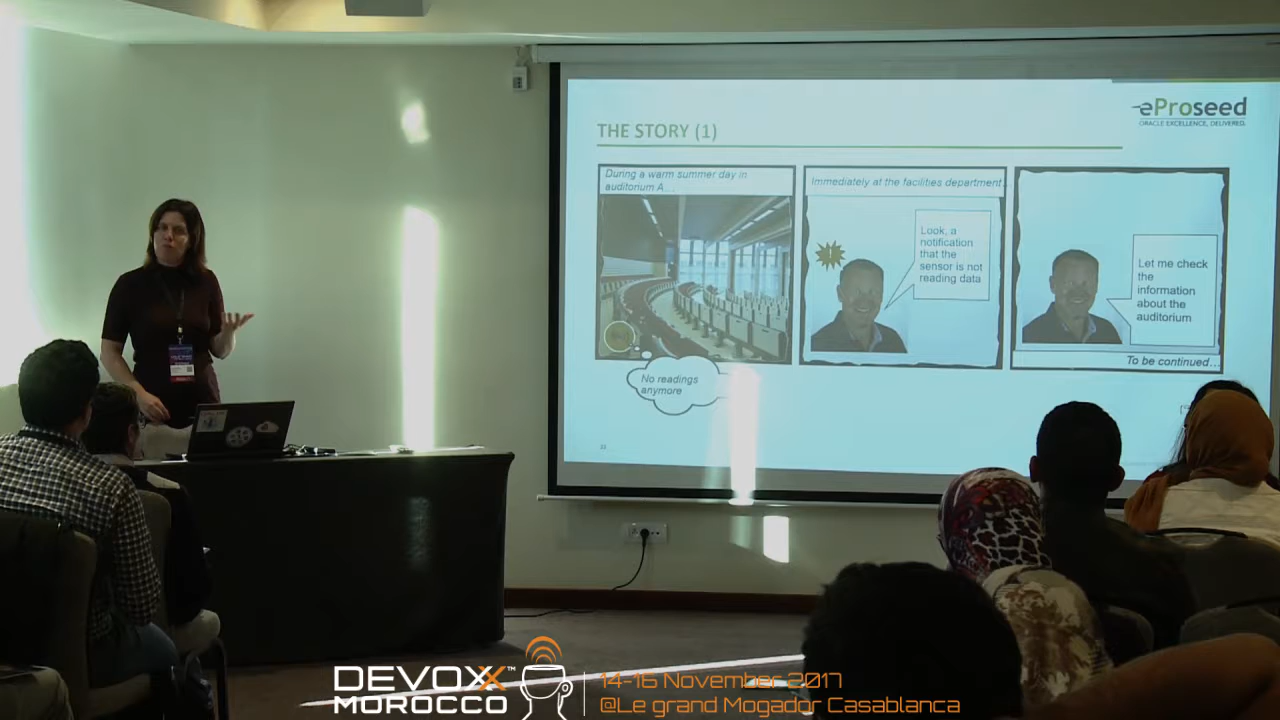 eProseed
ORACLE EXCELLENCE, DELIVERED.
THE STORY (1)
During a warm summer day in
auditorium A...
Immediately at the facilities department..
!
Look, a
notification
that the
sensor is not
reading data
Let me check
the
information
about the
auditorium
To be continued...
No readings
anymore
DEVOXX™
MOROCCO
14-16 November 2017
@Le grand Mogador Casablanca